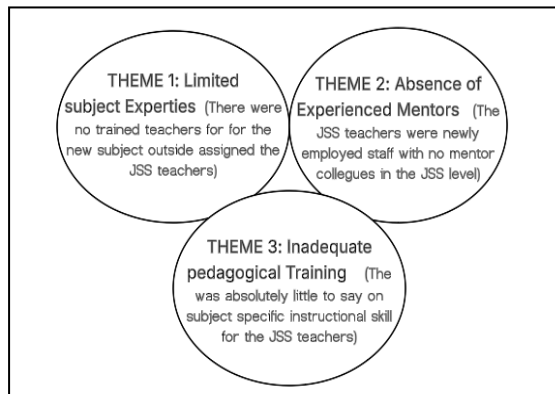 THEME 1: Limited
subject Experties (There were
no trained teachers for for the
new subject outside assigned the
JSS teachers)
THEME 2: Absence of
Experienced Mentors (The
JSS teachers were newly
employed staff with no mentor
collegues in the JSS level)
THEME 3: Inadequate
pedagogical Training (The
was absolutely little to say on
subject specific instructional skill
for the JSS teachers)